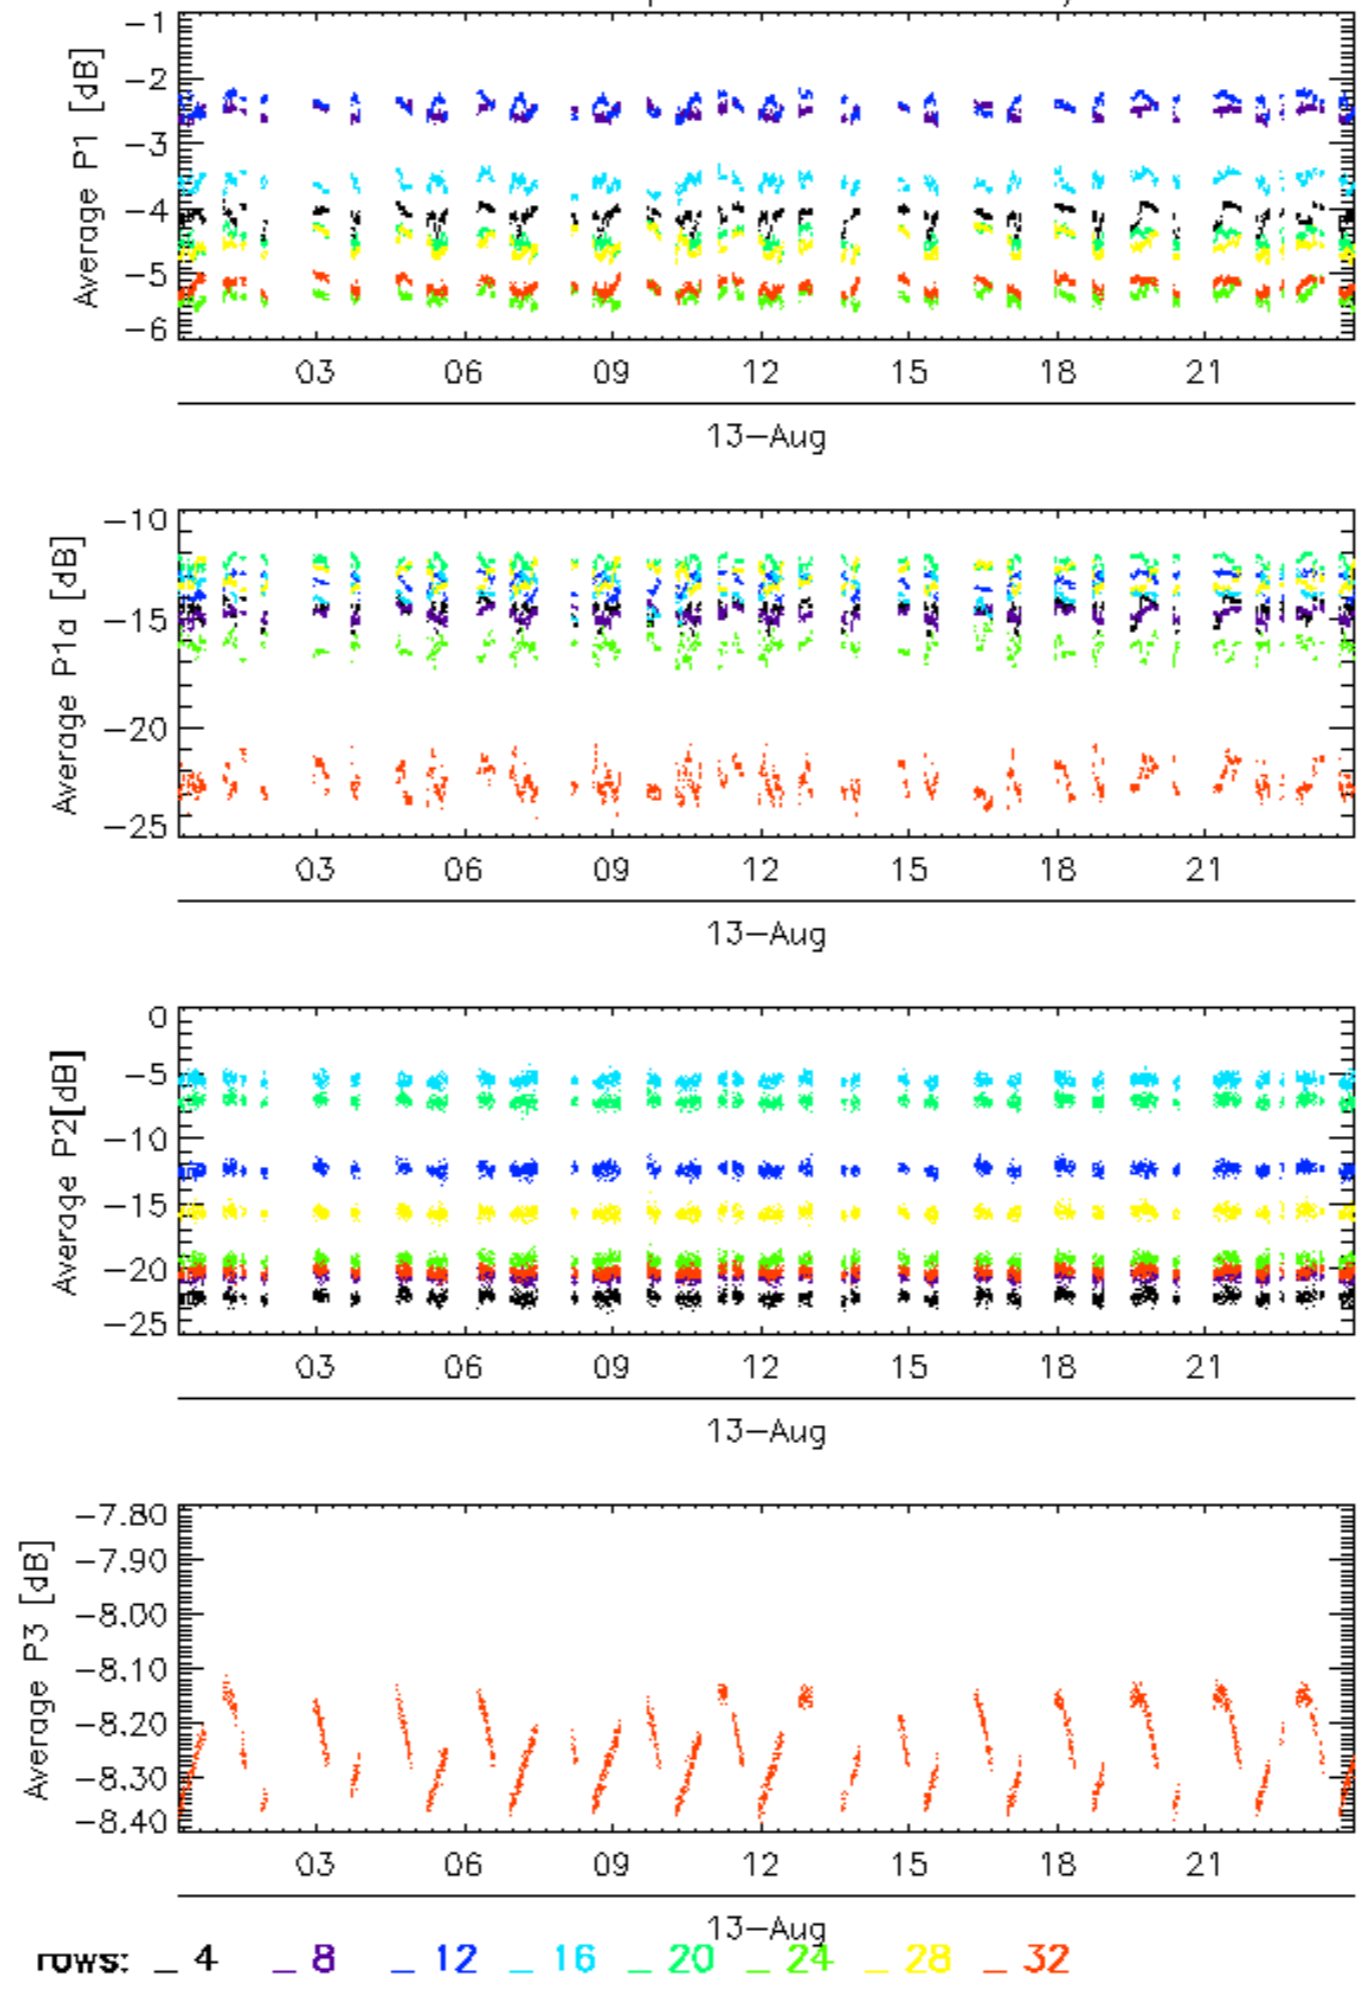 Average P1 [dB]
-1
-2
-3
-4
-5
-6
03 06 09 12 15 18 21
13-Aug
Average P1a [dB]
-10
-15
-20
-25
03 06 09 12 15 18 21
13-Aug
Average P2[dB]
0
-5
-10
-15
-20
-25
03 06 09 12 15 18 21
13-Aug
Average P3 [dB]
-7.80
-7.90
-8.00
-8.10
-8.20
-8.30
-8.40
03 06 09 12 15 18 21
13-Aug
rows: _ 4 _ 8 _ 12 _ 16 _ 20 _ 24 _ 28 _ 32